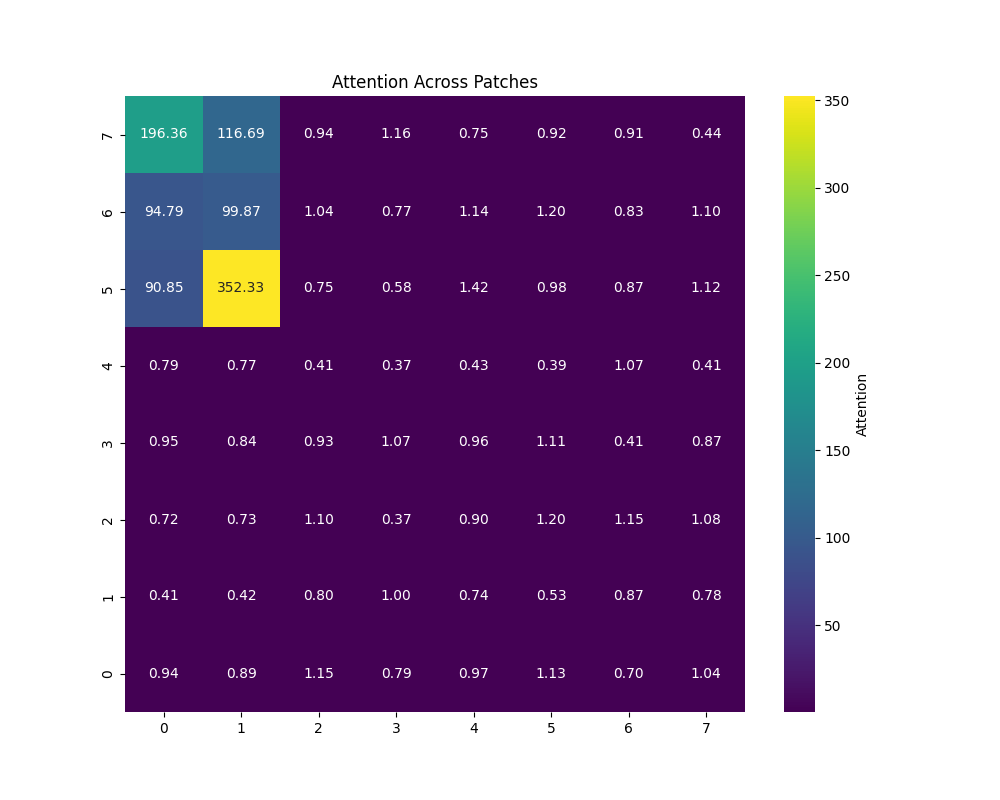 Attention Across Patches
7 196.36 116.69 0.94 1.16 0.75 0.92 0.91 0.44
6 94.79 99.87 1.04 0.77 1.14 1.20 0.83 1.10
5 90.85 352.33 0.75 0.58 1.42 0.98 0.87 1.12
4 0.79 0.77 0.41 0.37 0.43 0.39 1.07 0.41
3 0.95 0.84 0.93 1.07 0.96 1.11 0.41 0.87
2 0.72 0.73 1.10 0.37 0.90 1.20 1.15 1.08
1 0.41 0.42 0.80 1.00 0.74 0.53 0.87 0.78
0 0.94 0.89 1.15 0.79 0.97 1.13 0.70 1.04
0 1 2 3 4 5 6 7
350
300
250
200
150
100
50
Attention